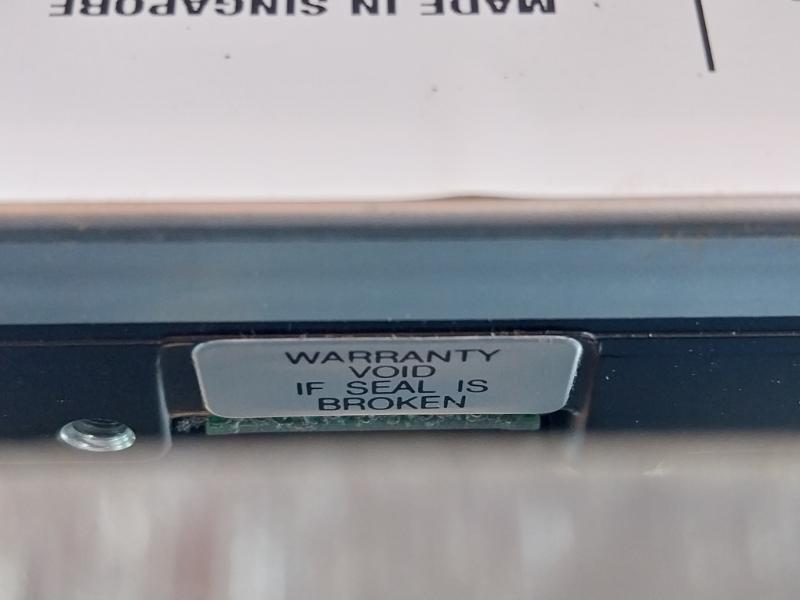 MADE IN SINGAPORE
WARRANTY
VOID
IF SEAL IS
BROKEN